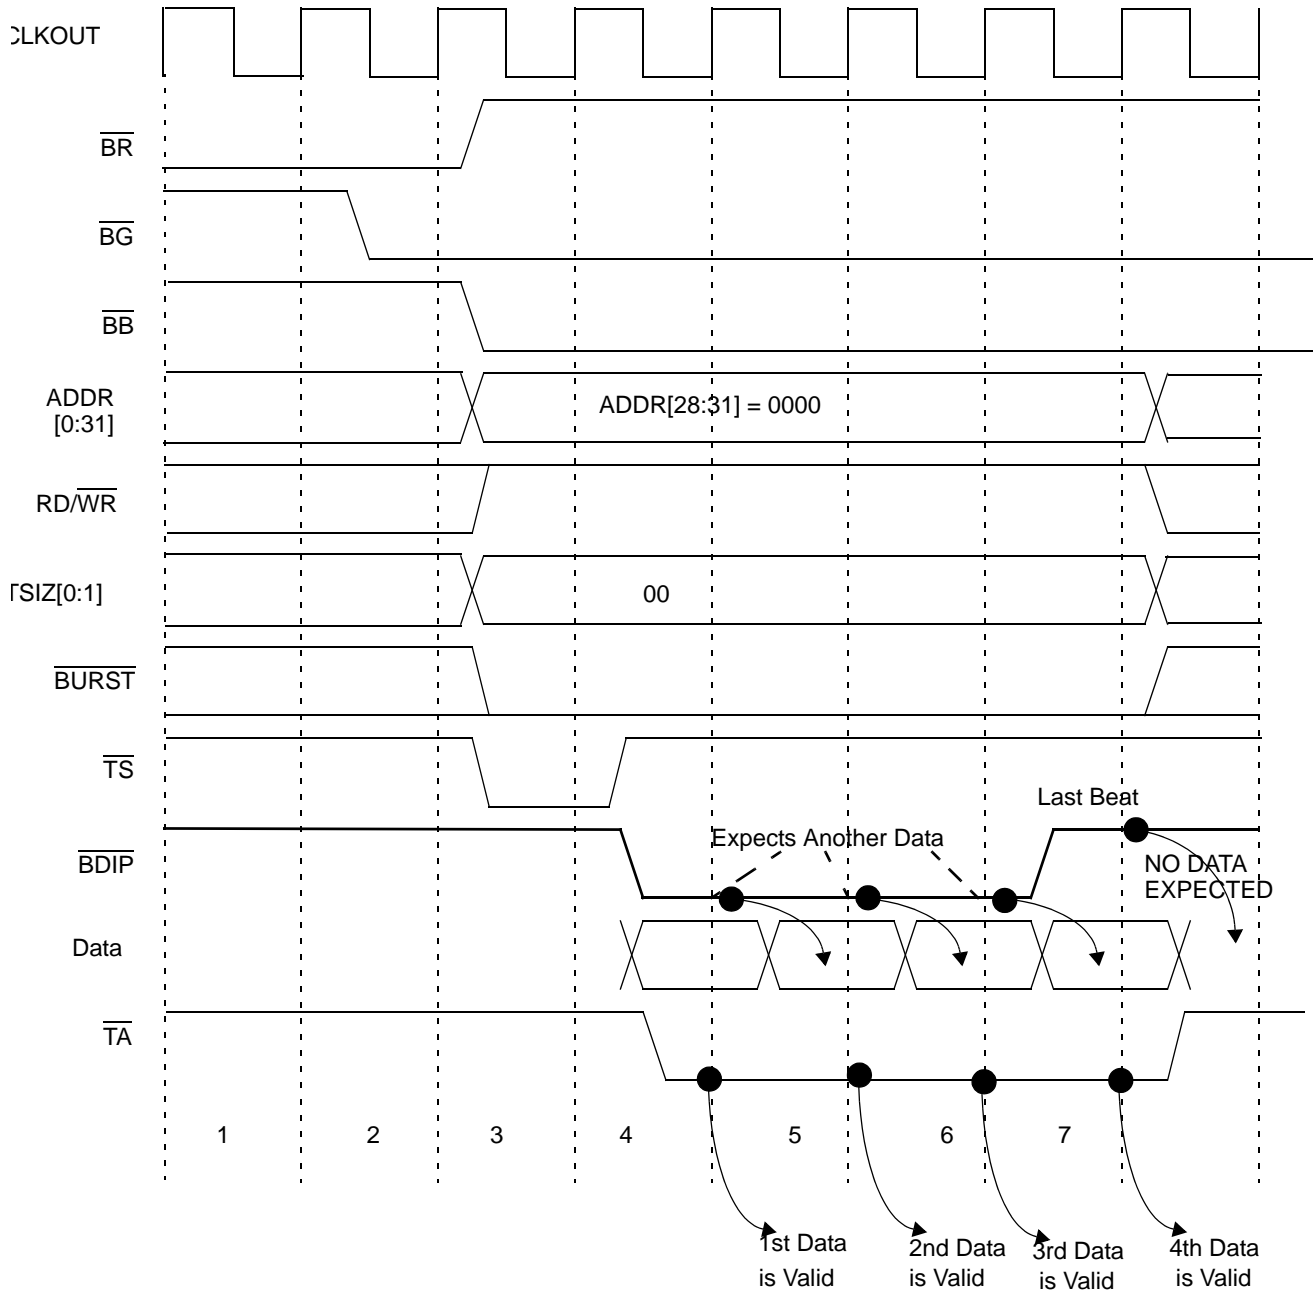 CLKOUT
BR
BG
BB
ADDR
[0:31]
ADDR[28:31] = 0000
RD/WR
TSIZ[0:1]
00
BURST
TS
Last Beat
BDIP
Expects Another Data
NO DATA
EXPECTED
Data
TA
1 2 3 4 5 6 7
1st Data
is Valid
2nd Data
is Valid
3rd Data
is Valid
4th Data
is Valid